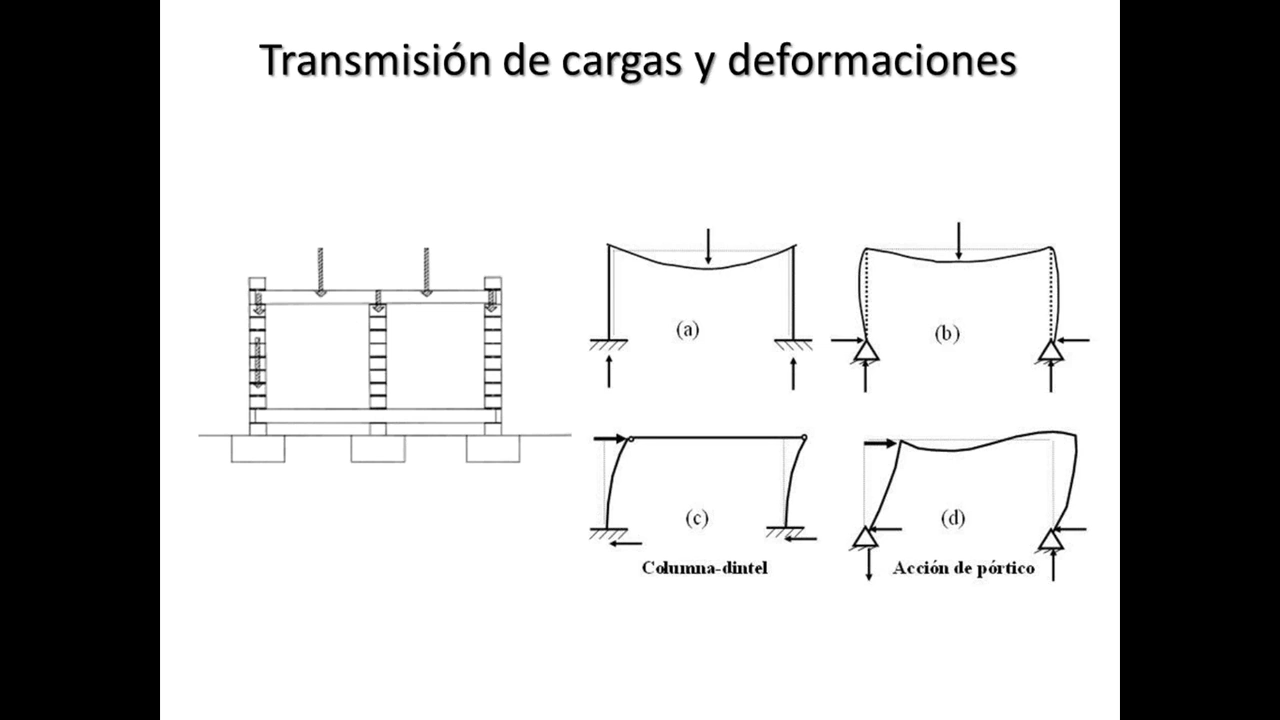 Transmisión de cargas y deformaciones
(a)
(b)
(c)
(d)
Columna-dintel
Acción de pórtico